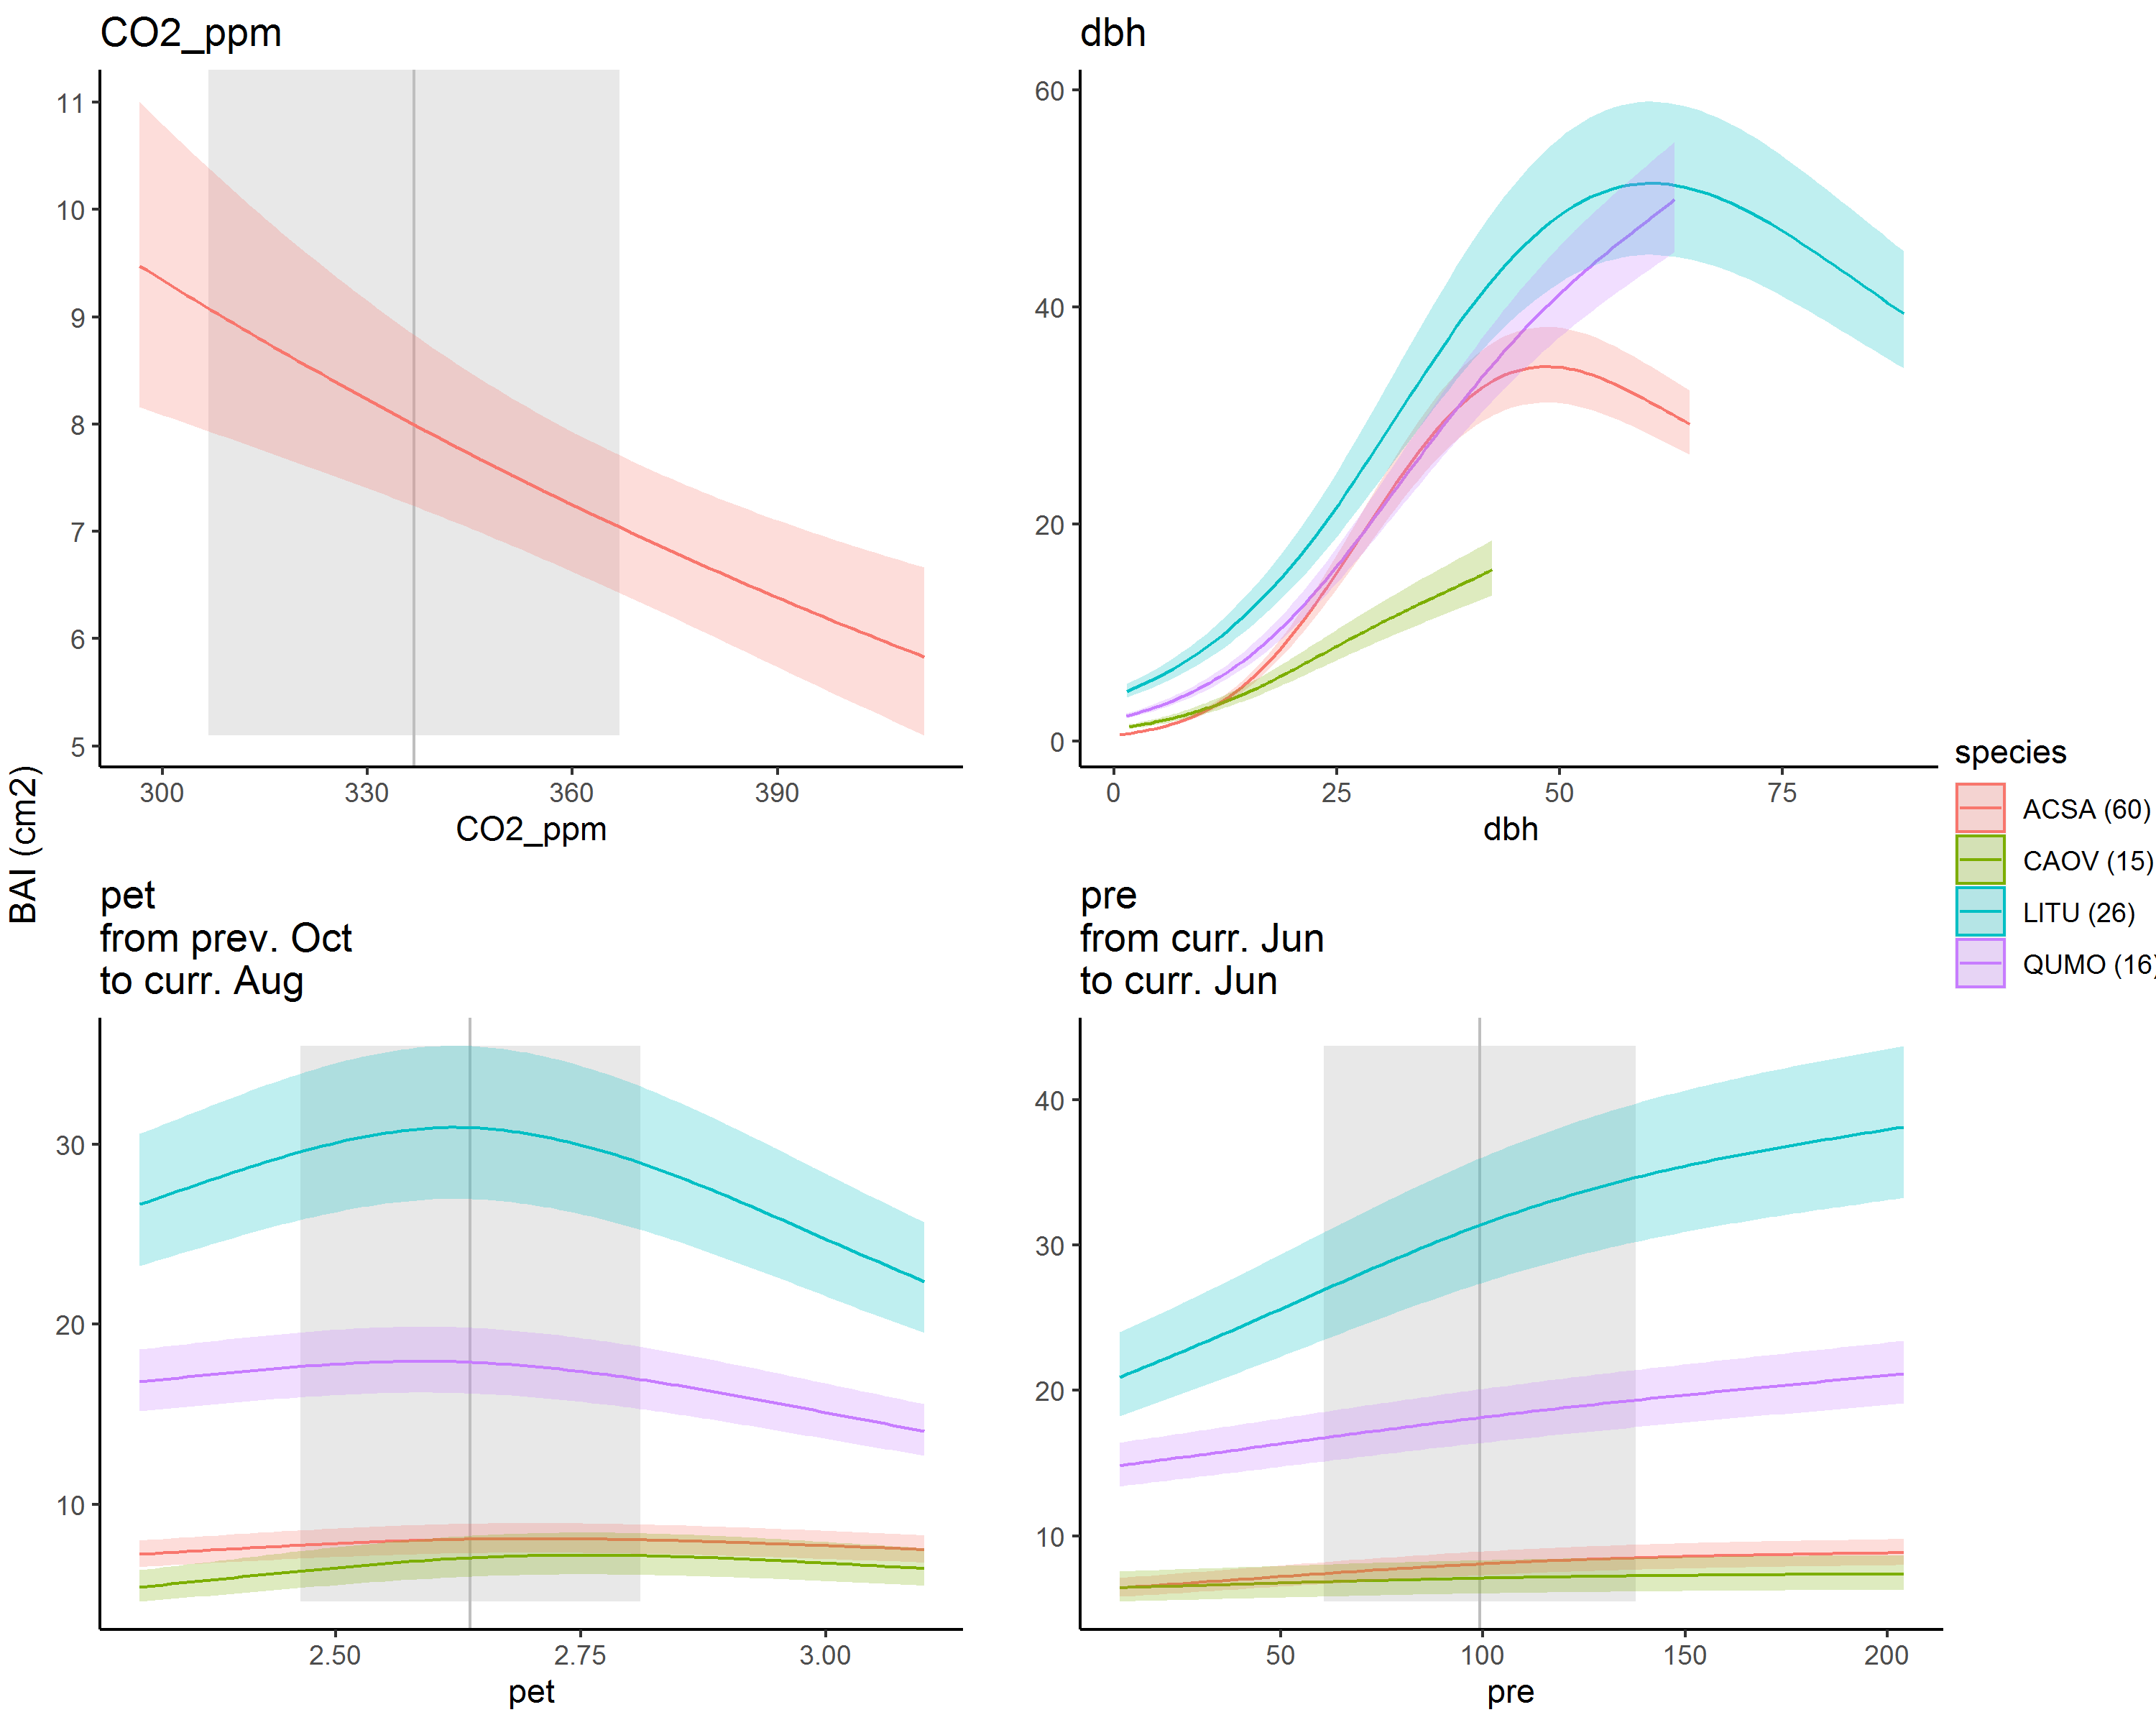 CO2_ppm
11
10
9
8
7
6
5
300 330 360 390
CO2_ppm
dbh
60
40
20
0
0 25 50 75
dbh
BAI (cm2)
pet
from prev. Oct
to curr. Aug
30
20
10
2.50 2.75 3.00
pet
pre
from curr. Jun
to curr. Jun
40
30
20
10
50 100 150 200
pre
species
ACSA (60)
CAOV (15)
LITU (26)
QUMO (16)